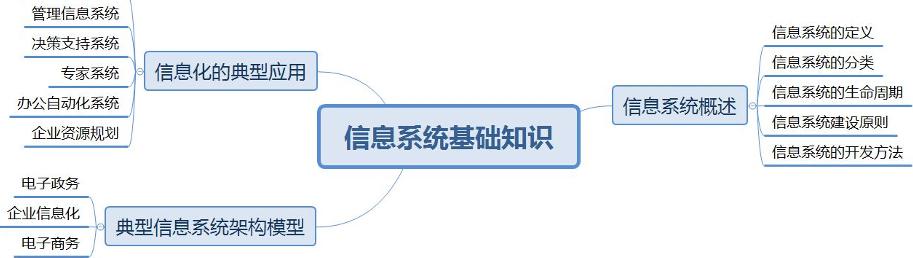 信息系统基础知识
信息系统概述
信息系统的定义
信息系统的分类
信息系统的生命周期
信息系统建设原则
信息系统的开发方法
信息化的典型应用
管理信息系统
决策支持系统
专家系统
办公自动化系统
企业资源规划
典型信息系统架构模型
电子政务
企业信息化
电子商务